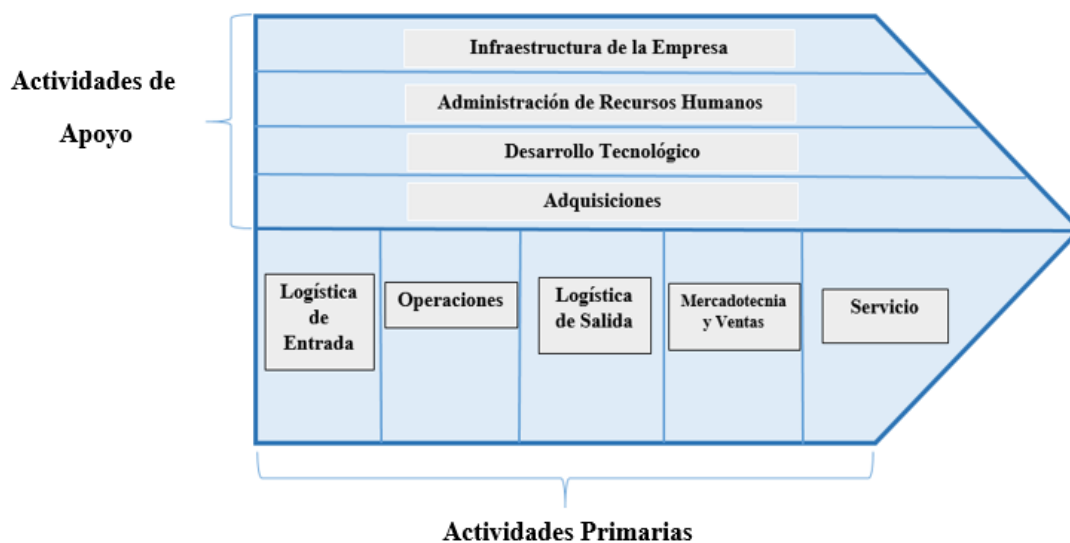 Actividades de
Apoyo
Infraestructura de la Empresa
Administración de Recursos Humanos
Desarrollo Tecnológico
Adquisiciones
Logística
de
Entrada
Operaciones
Logística
de Salida
Mercadotecnia
y Ventas
Servicio
Actividades Primarias